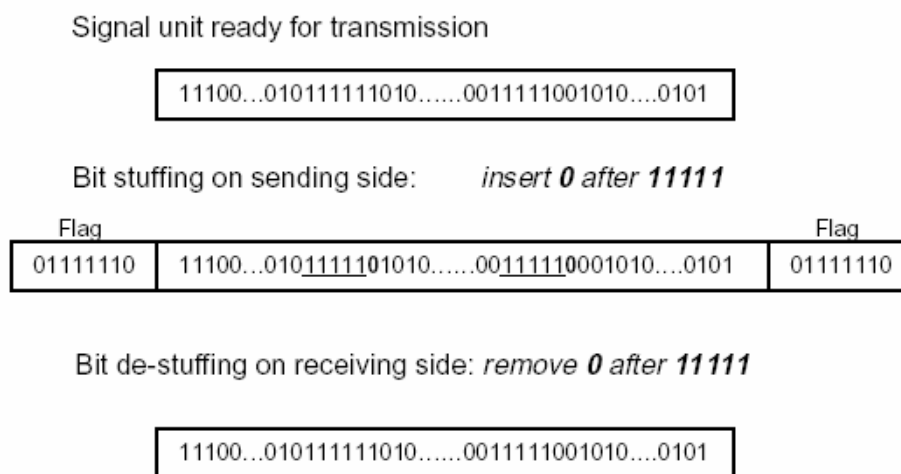 Signal unit ready for transmission
11100...010111111010......0011111001010....0101
Bit stuffing on sending side: insert 0 after 11111
Flag Flag
01111110 11100...0101111101010......00111110001010....0101 01111110
Bit de-stuffing on receiving side: remove 0 after 11111
11100...010111111010......0011111001010....0101